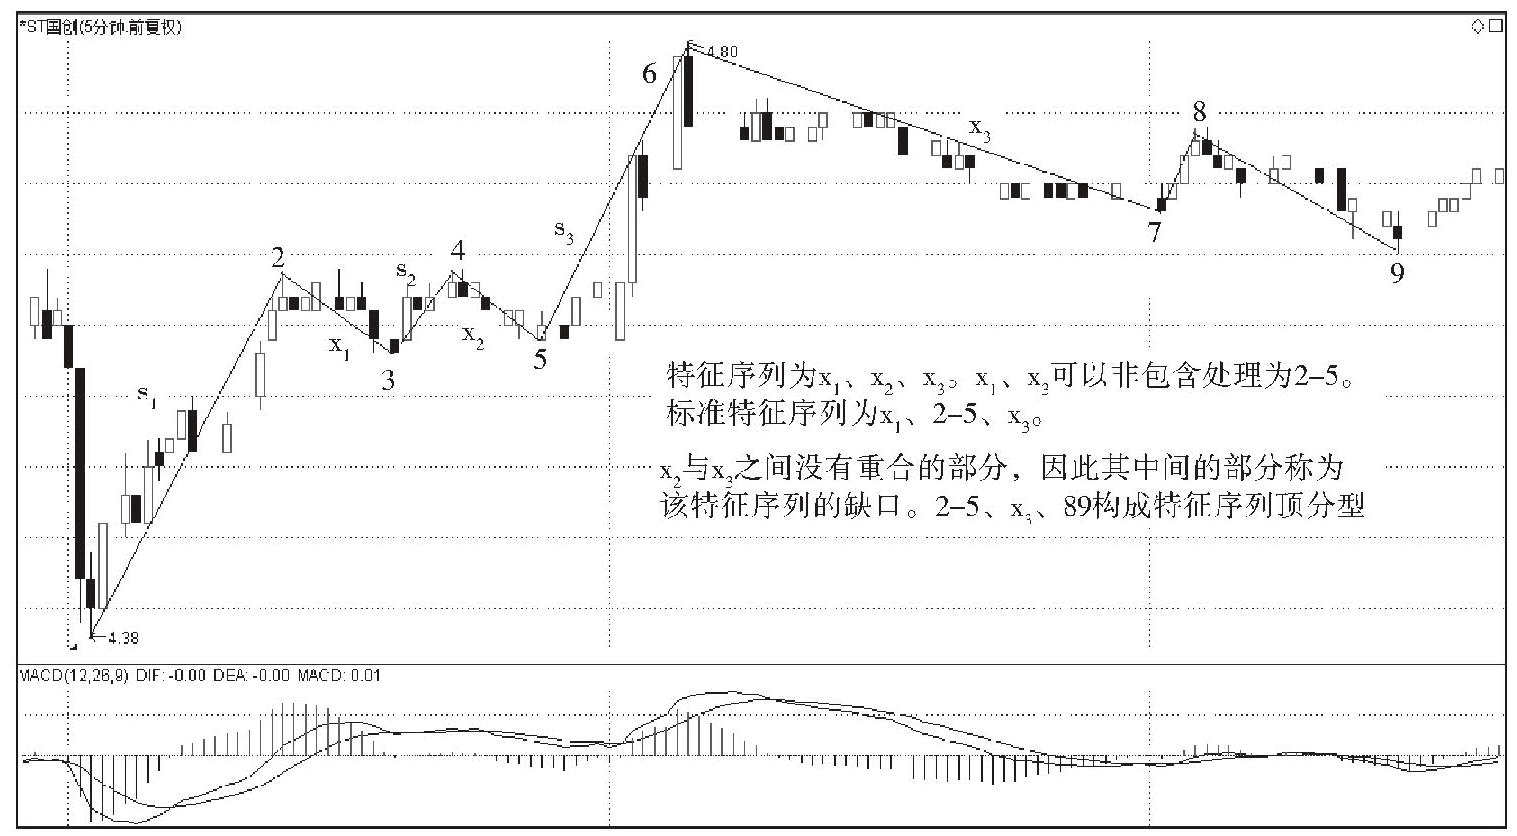 *ST国创(5分钟.前复权)
4.80
6
x₃
8
s₃
7
2
4
s₂
9
x₁
x₂
5
3
s₁
特征序列为x₁、x₂、x₃。x₁、x₂可以非包含处理为2–5。
标准特征序列为x₁、2–5、x₃。
x₂与x₃之间没有重合的部分，因此其中间的部分称为
该特征序列的缺口。2–5、x₃、89构成特征序列顶分型
4.38
MACD(12,26,9) DIF: -0.00 DEA: -0.00 MACD: 0.01